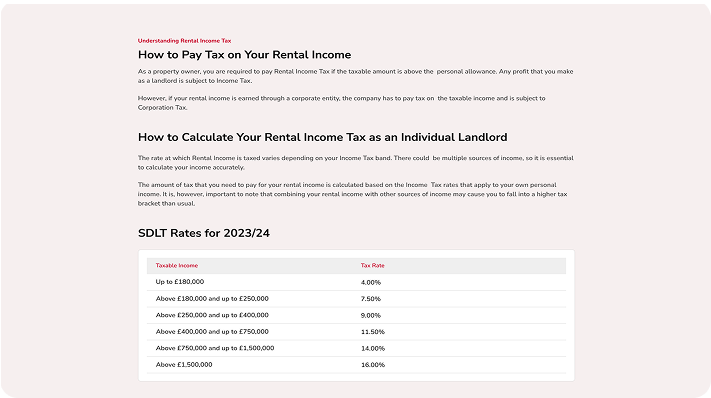 Understanding Rental Income Tax
How to Pay Tax on Your Rental Income
As a property owner, you are required to pay Rental Income Tax if the taxable amount is above the personal allowance. Any profit that you make
as a landlord is subject to Income Tax.
However, if your rental income is earned through a corporate entity, the company has to pay tax on the taxable income and is subject to
Corporation Tax.
How to Calculate Your Rental Income Tax as an Individual Landlord
The rate at which Rental Income is taxed varies depending on your Income Tax band. There could be multiple sources of income, so it is essential
to calculate your income accurately.
The amount of tax that you need to pay for your rental income is calculated based on the Income Tax rates that apply to your own personal
income. It is, however, important to note that combining your rental income with other sources of income may cause you to fall into a higher tax
bracket than usual.
SDLT Rates for 2023/24
Taxable Income Tax Rate
Up to £180,000 4.00%
Above £180,000 and up to £250,000 7.50%
Above £250,000 and up to £400,000 9.00%
Above £400,000 and up to £750,000 11.50%
Above £750,000 and up to £1,500,000 14.00%
Above £1,500,000 16.00%